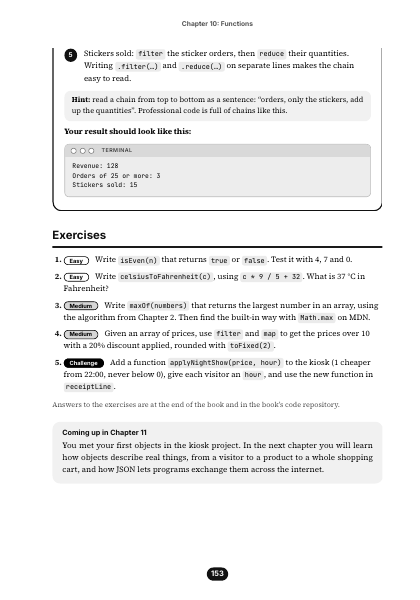 Chapter 10: Functions
5 Stickers sold: filter the sticker orders, then reduce their quantities.
Writing .filter(…) and .reduce(…) on separate lines makes the chain
easy to read.
Hint: read a chain from top to bottom as a sentence: “orders, only the stickers, add
up the quantities”. Professional code is full of chains like this.
Your result should look like this:
TERMINAL
Revenue: 128
Orders of 25 or more: 3
Stickers sold: 15
Exercises
1. Easy Write isEven(n) that returns true or false. Test it with 4, 7 and 0.
2. Easy Write celsiusToFahrenheit(c), using c * 9 / 5 + 32. What is 37 °C in
Fahrenheit?
3. Medium Write maxOf(numbers) that returns the largest number in an array, using
the algorithm from Chapter 2. Then find the built-in way with Math.max on MDN.
4. Medium Given an array of prices, use filter and map to get the prices over 10
with a 20% discount applied, rounded with toFixed(2).
5. Challenge Add a function applyNightShow(price, hour) to the kiosk (1 cheaper
from 22:00, never below 0), give each visitor an hour, and use the new function in
receiptLine.
Answers to the exercises are at the end of the book and in the book's code repository.
Coming up in Chapter 11
You met your first objects in the kiosk project. In the next chapter you will learn
how objects describe real things, from a visitor to a product to a whole shopping
cart, and how JSON lets programs exchange them across the internet.
153